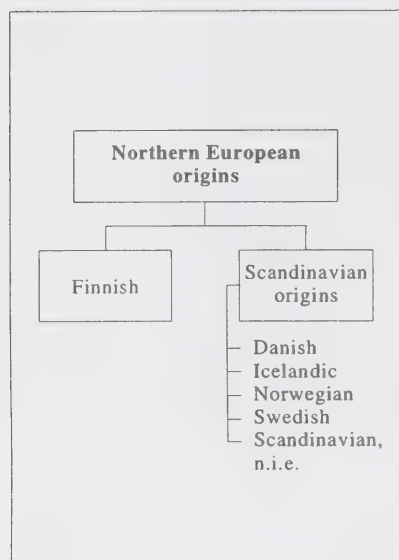 Northern European
origins
Finnish
Scandinavian
origins
Danish
Icelandic
Norwegian
Swedish
Scandinavian,
n.i.e.